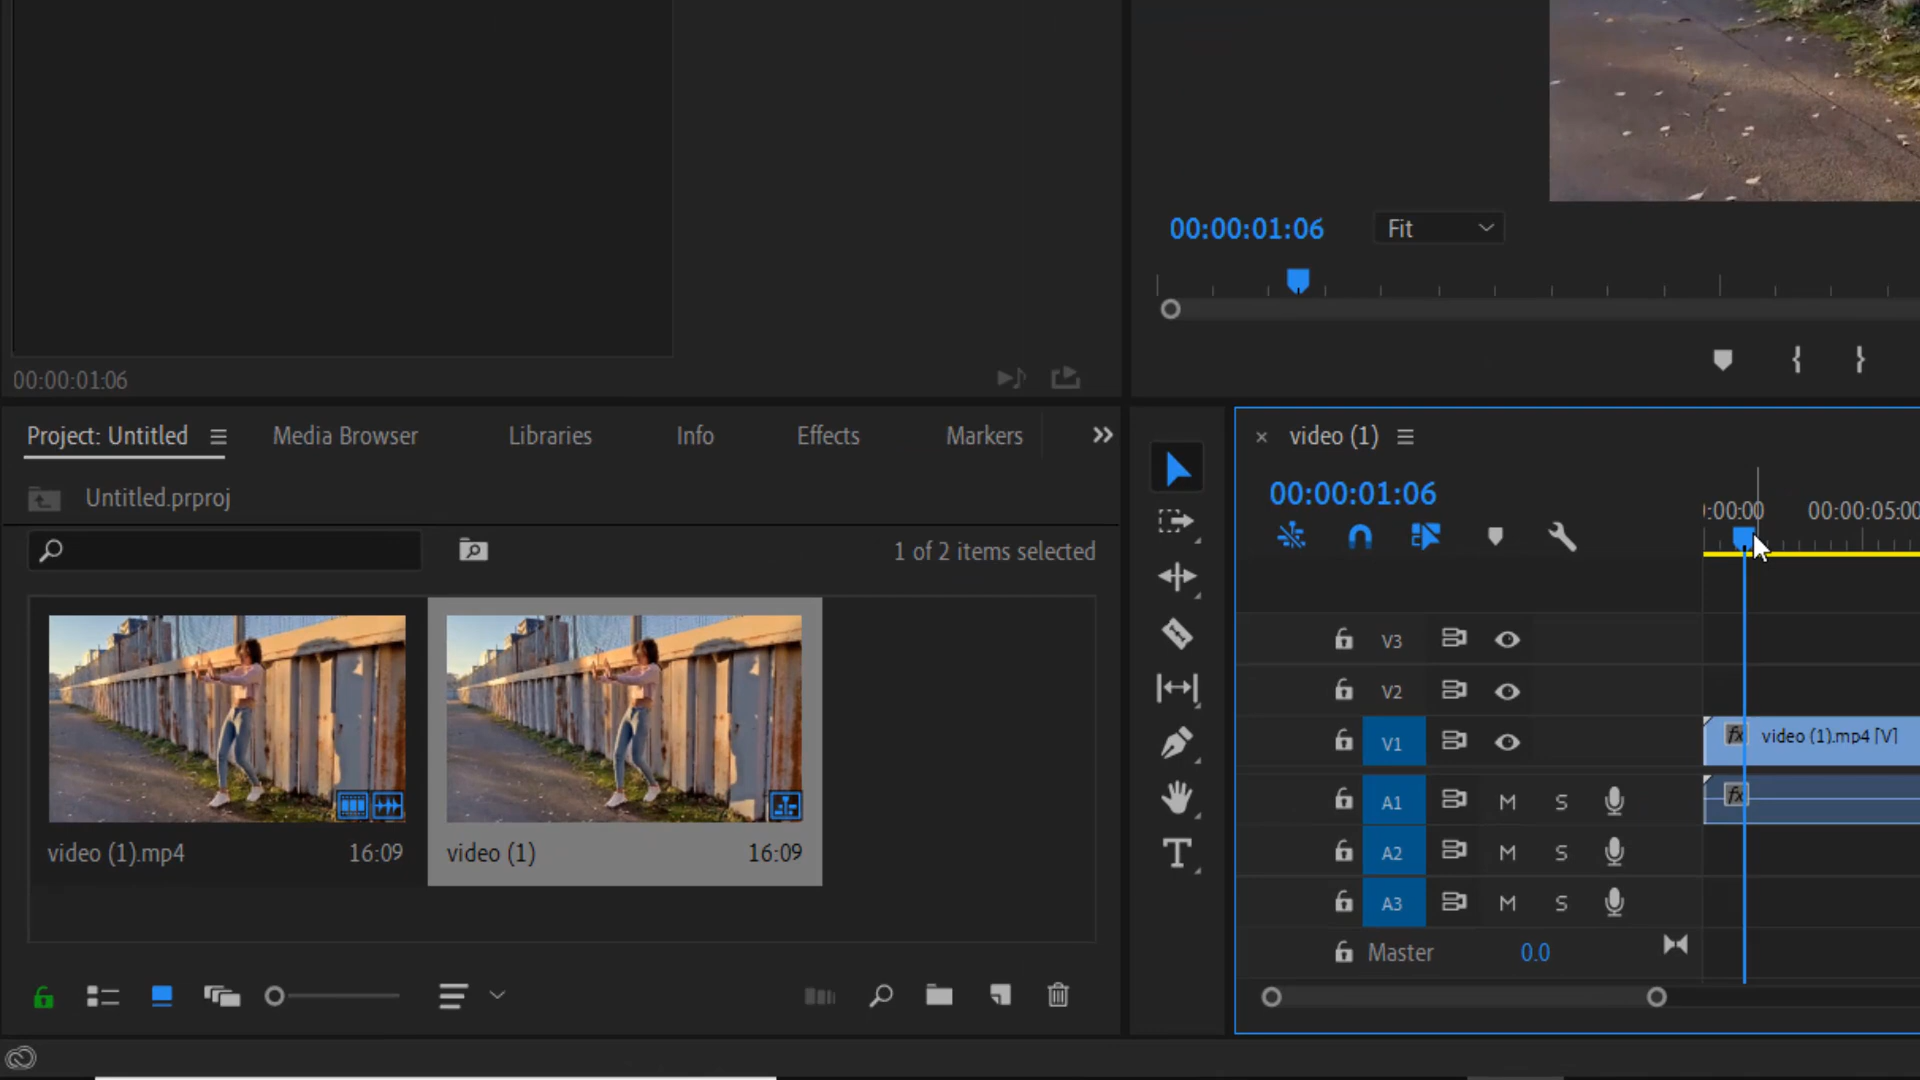 00:00:01:06
Fit
00:00:01:06
Project: Untitled
Media Browser
Libraries
Info
Effects
Markers
video (1)
Untitled.prproj
00:00:01:06
:00:00
00:00:05:00
1 of 2 items selected
V3
V2
V1
fx
video (1).mp4 [V]
A1
M
S
fx
video (1).mp4
16:09
video (1)
16:09
A2
M
S
A3
M
S
Master
0.0
T